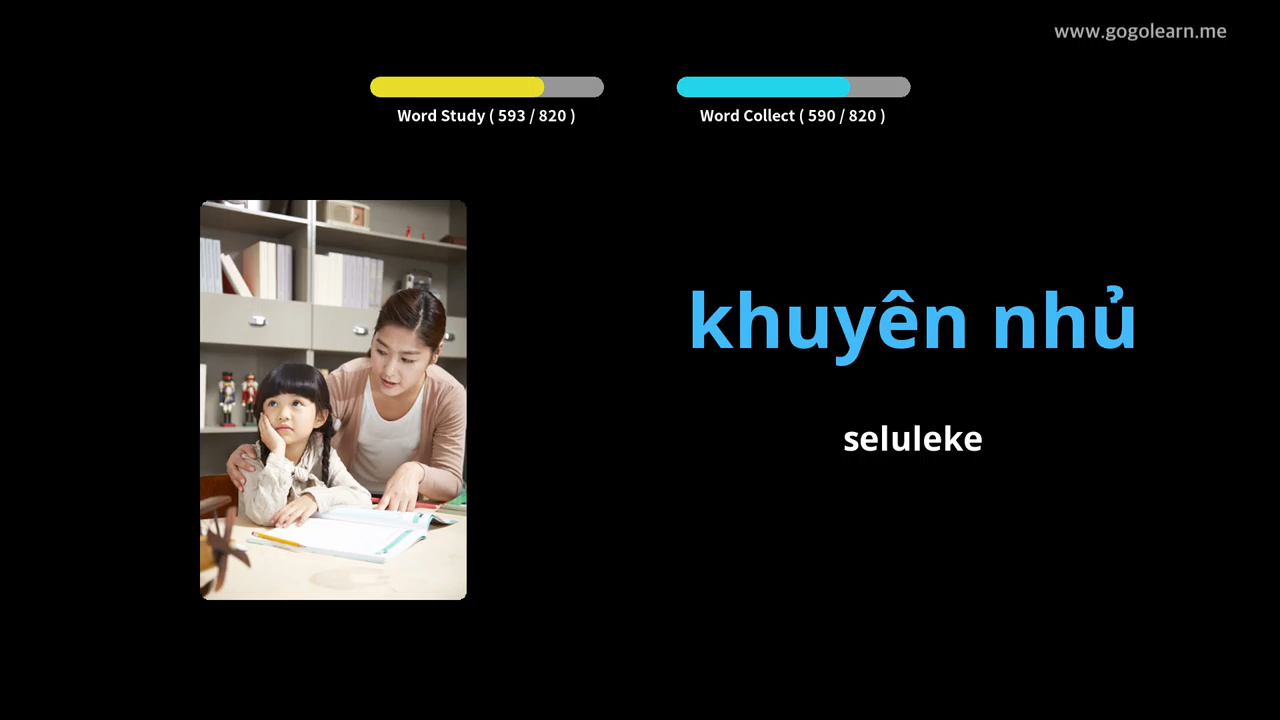 www.gogolearn.me
Word Study ( 593 / 820 )
Word Collect ( 590 / 820 )
khuyên nhủ
seluleke